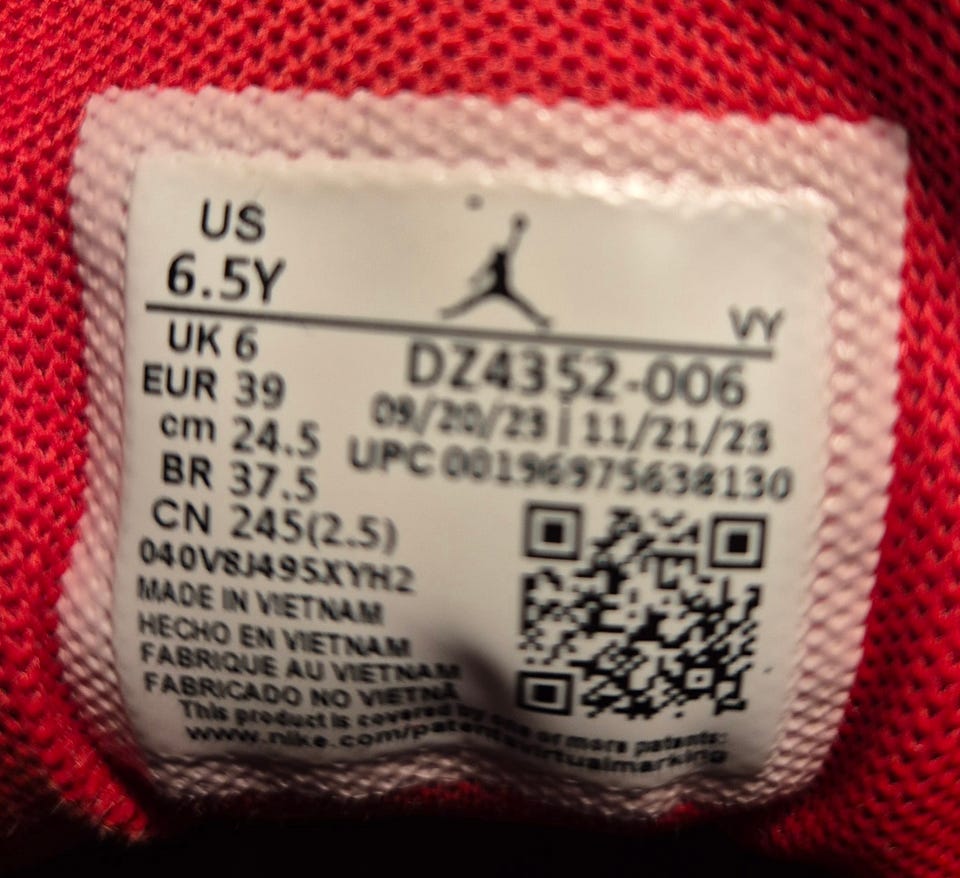 US
6.5Y
VY
UK 6
EUR 39
cm 24.5
BR 37.5
CN 245(2.5)
DZ4352-006
09/20/23 | 11/21/23
UPC 00196975638130
040V8J495XYH2
MADE IN VIETNAM
HECHO EN VIETNAM
FABRIQUE AU VIETNAM
FABRICADO NO VIETNÃ
This product is covered by one or more patents:
www.nike.com/patentsvirtualmarking